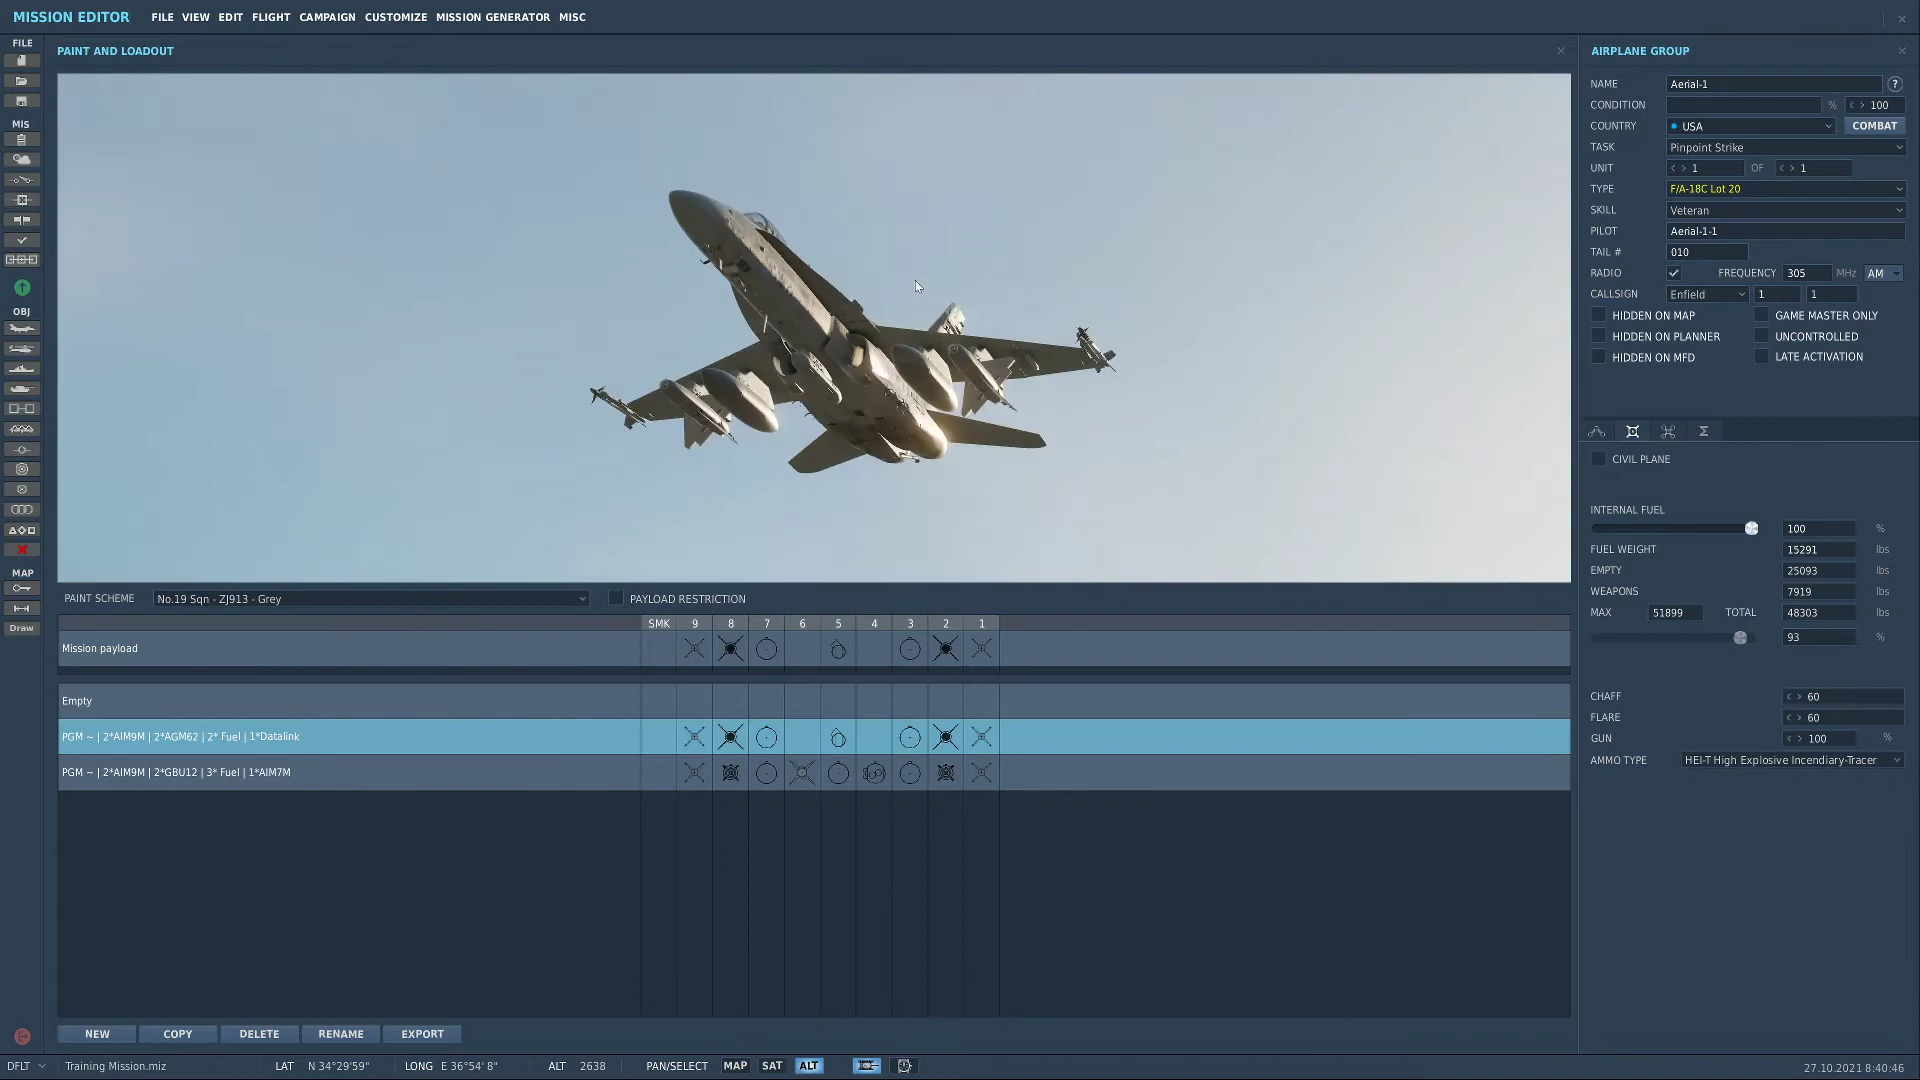 MISSION EDITOR FILE VIEW EDIT FLIGHT CAMPAIGN CUSTOMIZE MISSION GENERATOR MISC
FILE
MIS
OBJ
MAP
Draw
PAINT AND LOADOUT
PAINT SCHEME No.19 Sqn - ZJ913 - Grey PAYLOAD RESTRICTION
SMK 9 8 7 6 5 4 3 2 1
Mission payload
Empty
PGM ~ | 2*AIM9M | 2*AGM62 | 2* Fuel | 1*Datalink
PGM ~ | 2*AIM9M | 2*GBU12 | 3* Fuel | 1*AIM7M
NEW COPY DELETE RENAME EXPORT
AIRPLANE GROUP
NAME Aerial-1 ?
CONDITION % < > 100
COUNTRY USA COMBAT
TASK Pinpoint Strike
UNIT < > 1 OF < > 1
TYPE F/A-18C Lot 20
SKILL Veteran
PILOT Aerial-1-1
TAIL # 010
RADIO FREQUENCY 305 MHz AM
CALLSIGN Enfield 1 1
HIDDEN ON MAP GAME MASTER ONLY
HIDDEN ON PLANNER UNCONTROLLED
HIDDEN ON MFD LATE ACTIVATION
CIVIL PLANE
INTERNAL FUEL
100 %
FUEL WEIGHT 15291 lbs
EMPTY 25093 lbs
WEAPONS 7919 lbs
MAX 51899 TOTAL 48303 lbs
93 %
CHAFF < > 60
FLARE < > 60
GUN < > 100 %
AMMO TYPE HEI-T High Explosive Incendiary-Tracer
DFLT Training Mission.miz LAT N 34°29'59" LONG E 36°54' 8" ALT 2638 PAN/SELECT MAP SAT ALT 27.10.2021 8:40:46